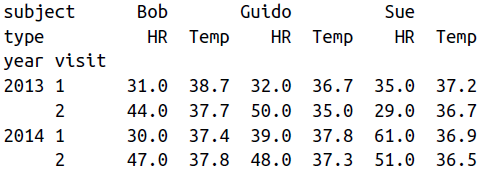 subject Bob Guido Sue
type HR Temp HR Temp HR Temp
year visit
2013 1 31.0 38.7 32.0 36.7 35.0 37.2
2 44.0 37.7 50.0 35.0 29.0 36.7
2014 1 30.0 37.4 39.0 37.8 61.0 36.9
2 47.0 37.8 48.0 37.3 51.0 36.5